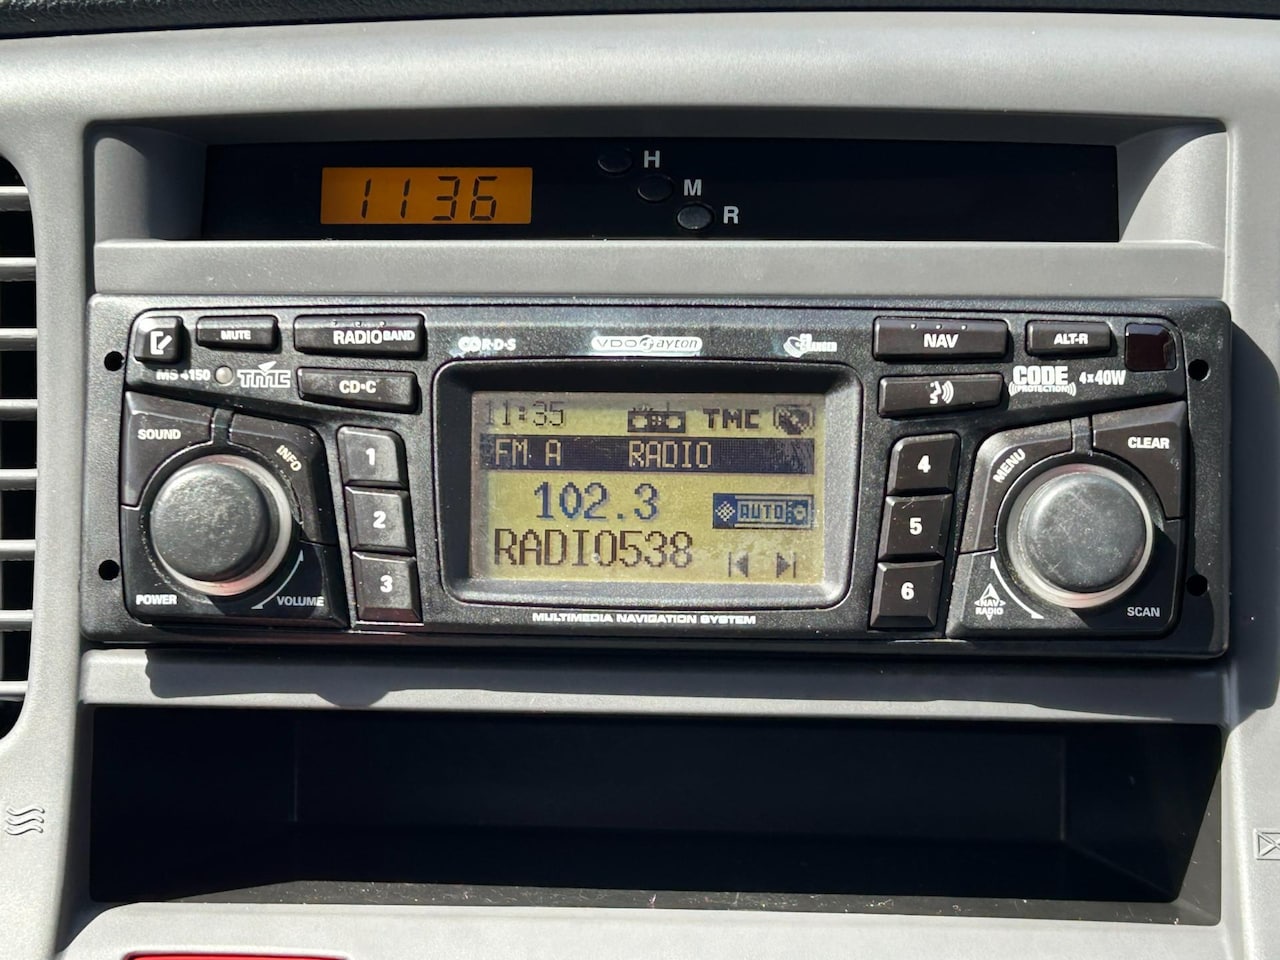 1136
H
M
R
MUTE
RADIO BAND
R·D·S
VDO Dayton
NAV
ALT-R
MS 4150
TMC
CD·C
CODE
PROTECTION
4x40W
SOUND
INFO
1
2
3
POWER
VOLUME
11:35 TMC
FM A RADIO
102.3 AUTO
RADIO538
4
5
6
MENU
CLEAR
NAV
RADIO
SCAN
MULTIMEDIA NAVIGATION SYSTEM